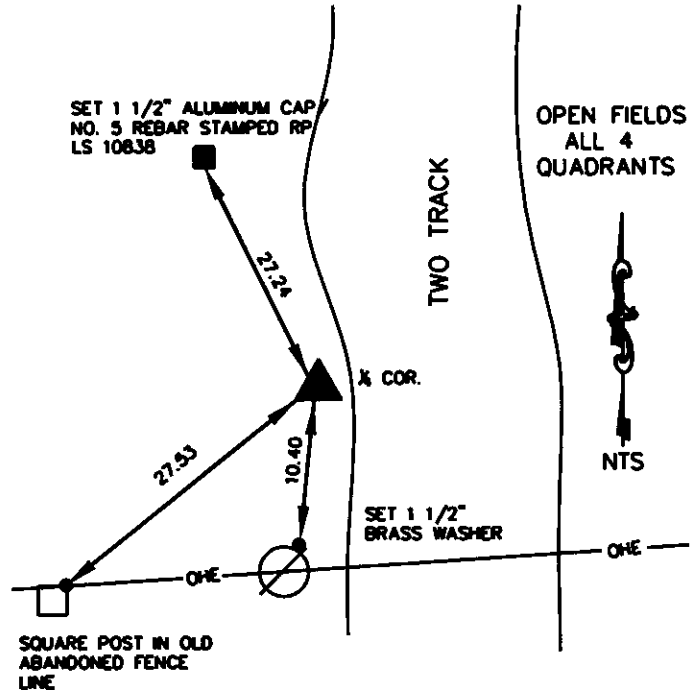 SET 1 1/2" ALUMINUM CAP/
NO. 5 REBAR STAMPED RP
LS 10838
OPEN FIELDS
ALL 4
QUADRANTS
TWO TRACK
27.24
¼ COR.
27.53
10.40
NTS
SET 1 1/2"
BRASS WASHER
OHE
OHE
SQUARE POST IN OLD
ABANDONED FENCE
LINE